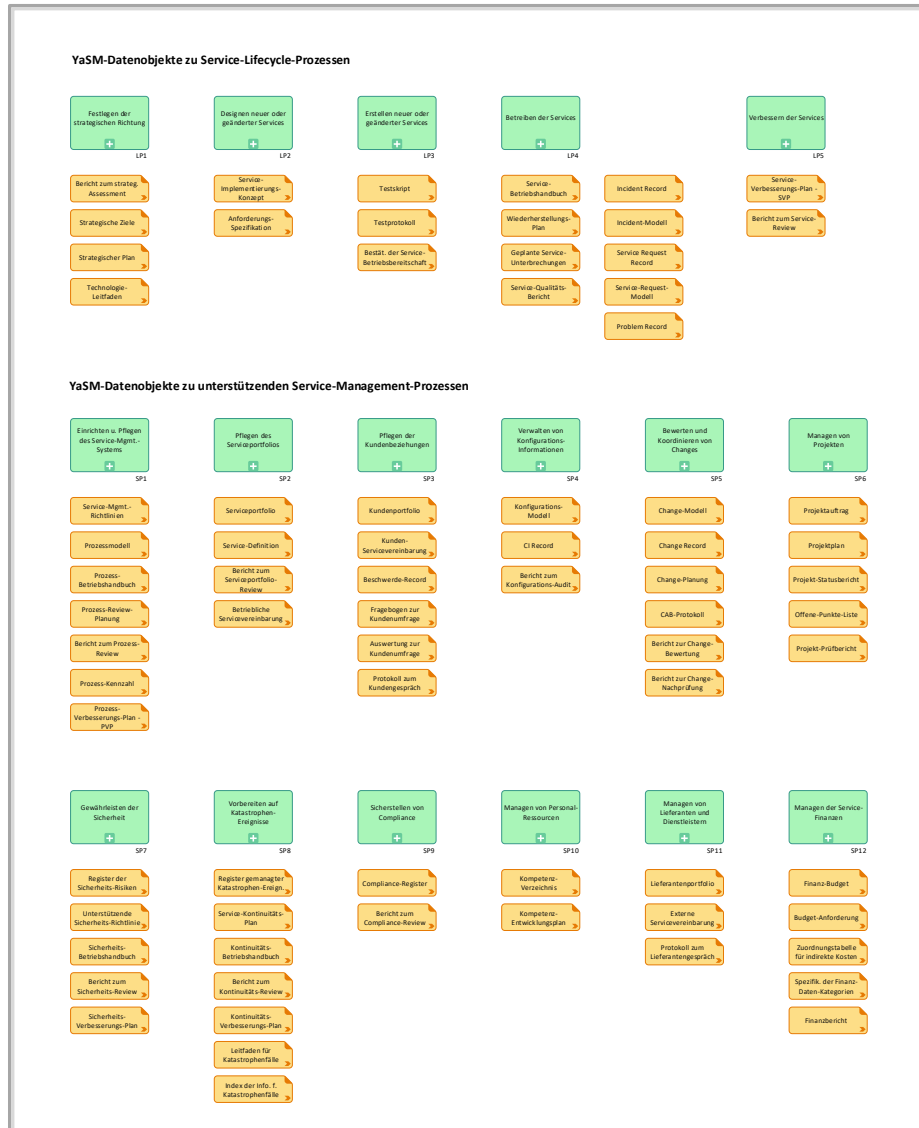 YaSM-Datenobjekte zu Service-Lifecycle-Prozessen
Festlegen der
strategischen Richtung
LP1
Designen neuer oder
geänderter Services
LP2
Erstellen neuer oder
geänderter Services
LP3
Betreiben der Services
LP4
Verbessern der Services
LP5
Bericht zum strateg.
Assessment
Strategische Ziele
Strategischer Plan
Technologie-
Leitfaden
Service-
Implementierungs-
Konzept
Anforderungs-
Spezifikation
Testskript
Testprotokoll
Bestät. der Service-
Betriebsbereitschaft
Service-
Betriebshandbuch
Wiederherstellungs-
Plan
Geplante Service-
Unterbrechungen
Service-Qualitäts-
Bericht
Incident Record
Incident-Modell
Service Request
Record
Service-Request-
Modell
Problem Record
Service-
Verbesserungs-Plan -
SVP
Bericht zum Service-
Review
YaSM-Datenobjekte zu unterstützenden Service-Management-Prozessen
Einrichten u. Pflegen
des Service-Mgmt.-
Systems
SP1
Pflegen des
Serviceportfolios
SP2
Pflegen der
Kundenbeziehungen
SP3
Verwalten von
Konfigurations-
Informationen
SP4
Bewerten und
Koordinieren von
Changes
SP5
Managen von
Projekten
SP6
Service-Mgmt.-
Richtlinien
Prozessmodell
Prozess-
Betriebshandbuch
Prozess-Review-
Planung
Bericht zum Prozess-
Review
Prozess-Kennzahl
Prozess-
Verbesserungs-Plan -
PVP
Serviceportfolio
Service-Definition
Bericht zum
Serviceportfolio-
Review
Betriebliche
Servicevereinbarung
Kundenportfolio
Kunden-
Servicevereinbarung
Beschwerde-Record
Fragebogen zur
Kundenumfrage
Auswertung zur
Kundenumfrage
Protokoll zum
Kundengespräch
Konfigurations-
Modell
CI Record
Bericht zum
Konfigurations-Audit
Change-Modell
Change Record
Change-Planung
CAB-Protokoll
Bericht zur Change-
Bewertung
Bericht zur Change-
Nachprüfung
Projektauftrag
Projektplan
Projekt-Statusbericht
Offene-Punkte-Liste
Projekt-Prüfbericht
Gewährleisten der
Sicherheit
SP7
Vorbereiten auf
Katastrophen-
Ereignisse
SP8
Sicherstellen von
Compliance
SP9
Managen von Personal-
Ressourcen
SP10
Managen von
Lieferanten und
Dienstleistern
SP11
Managen der Service-
Finanzen
SP12
Register der
Sicherheits-Risiken
Unterstützende
Sicherheits-Richtlinie
Sicherheits-
Betriebshandbuch
Bericht zum
Sicherheits-Review
Sicherheits-
Verbesserungs-Plan
Register gemanagter
Katastrophen-Ereign.
Service-Kontinuitäts-
Plan
Kontinuitäts-
Betriebshandbuch
Bericht zum
Kontinuitäts-Review
Kontinuitäts-
Verbesserungs-Plan
Leitfaden für
Katastrophenfälle
Index der Info. f.
Katastrophenfälle
Compliance-Register
Bericht zum
Compliance-Review
Kompetenz-
Verzeichnis
Kompetenz-
Entwicklungsplan
Lieferantenportfolio
Externe
Servicevereinbarung
Protokoll zum
Lieferantengespräch
Finanz-Budget
Budget-Anforderung
Zuordnungstabelle
für indirekte Kosten
Spezifik. der Finanz-
Daten-Kategorien
Finanzbericht